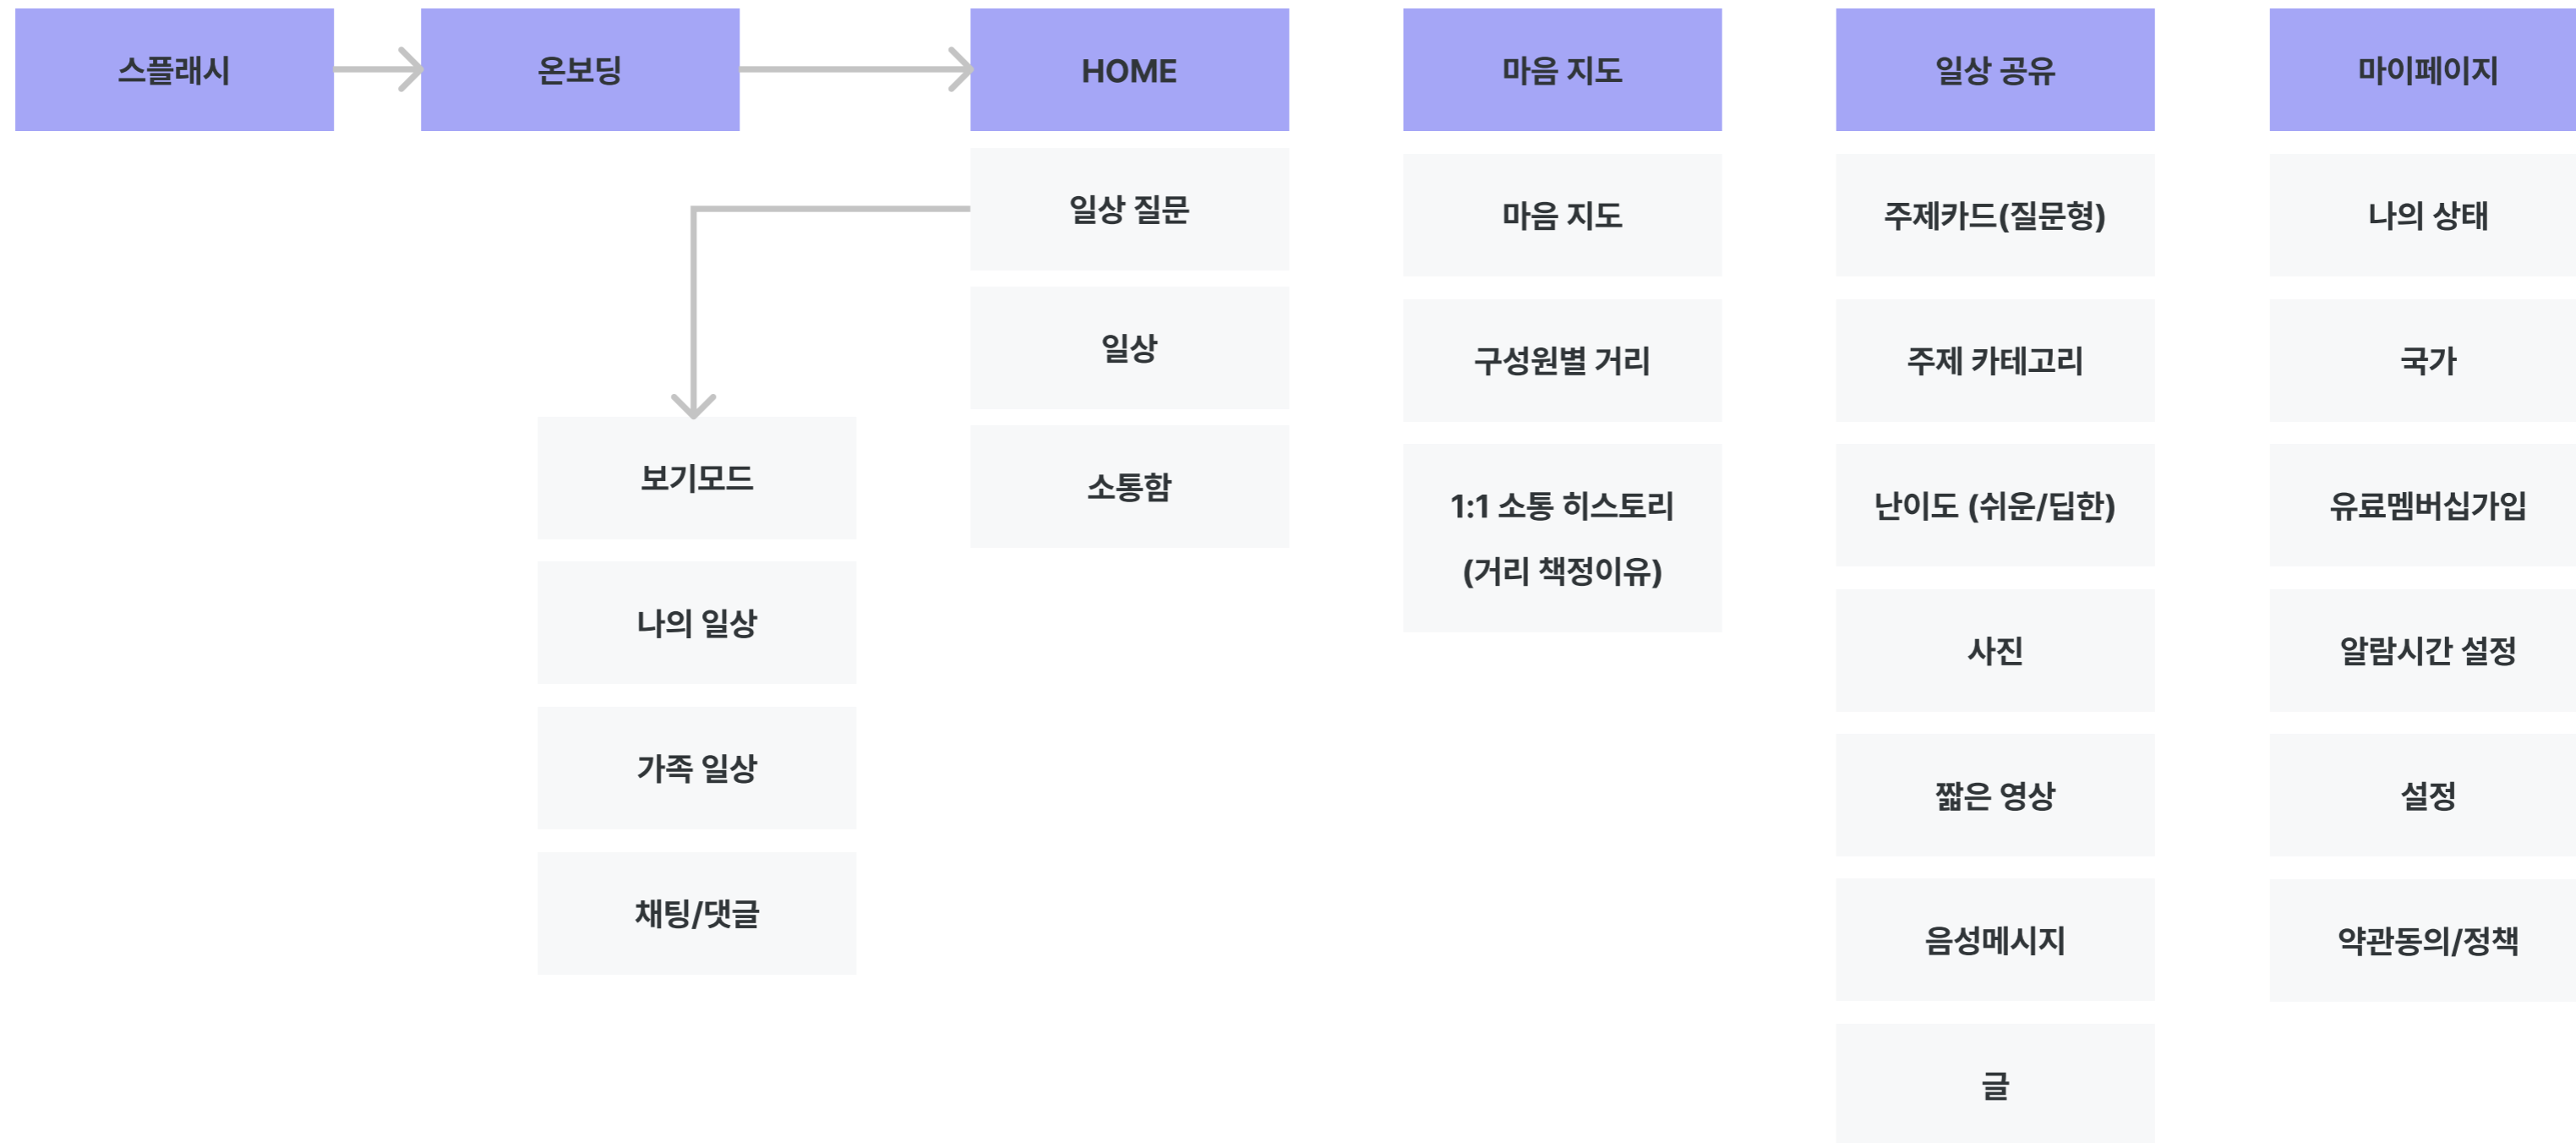 스플래시
온보딩
HOME
마음 지도
일상 공유
마이페이지
일상 질문
일상
소통함
보기모드
나의 일상
가족 일상
채팅/댓글
마음 지도
구성원별 거리
1:1 소통 히스토리
(거리 책정이유)
주제카드(질문형)
주제 카테고리
난이도 (쉬운/딥한)
사진
짧은 영상
음성메시지
글
나의 상태
국가
유료멤버십가입
알람시간 설정
설정
약관동의/정책